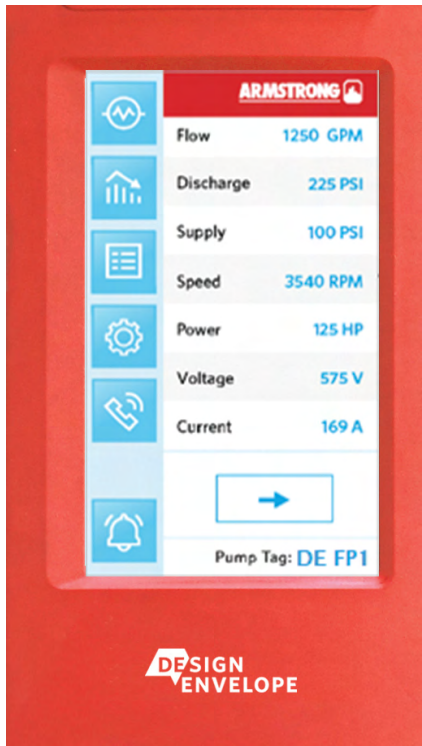 ARMSTRONG
Flow 1250 GPM
Discharge 225 PSI
Supply 100 PSI
Speed 3540 RPM
Power 125 HP
Voltage 575 V
Current 169 A
Pump Tag: DE FP1
DESIGN
ENVELOPE